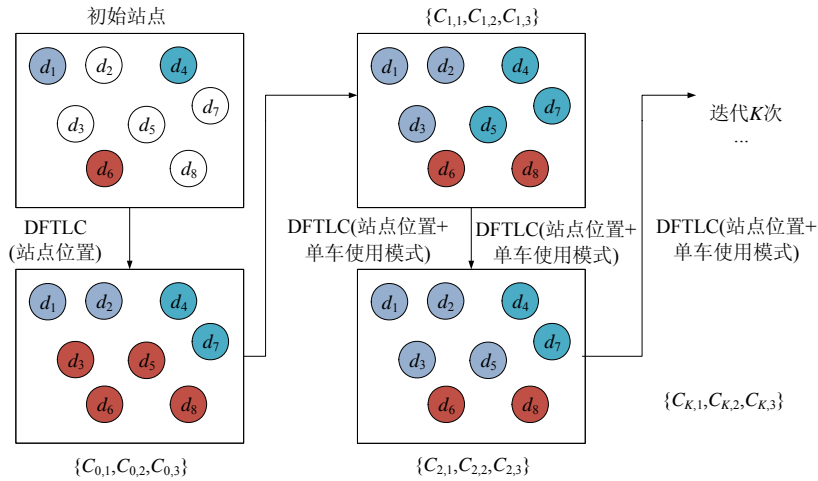 初始站点
{C1,1,C1,2,C1,3}
d1
d2
d4
d7
d3
d5
d6
d8
d1
d2
d4
d7
d3
d5
d6
d8
迭代K次
...
DFTLC
(站点位置)
DFTLC(站点位置+
单车使用模式)
DFTLC(站点位置+
单车使用模式)
DFTLC(站点位置+
单车使用模式)
d1
d2
d4
d7
d3
d5
d6
d8
d1
d2
d4
d7
d3
d5
d6
d8
{CK,1,CK,2,CK,3}
{C0,1,C0,2,C0,3}
{C2,1,C2,2,C2,3}